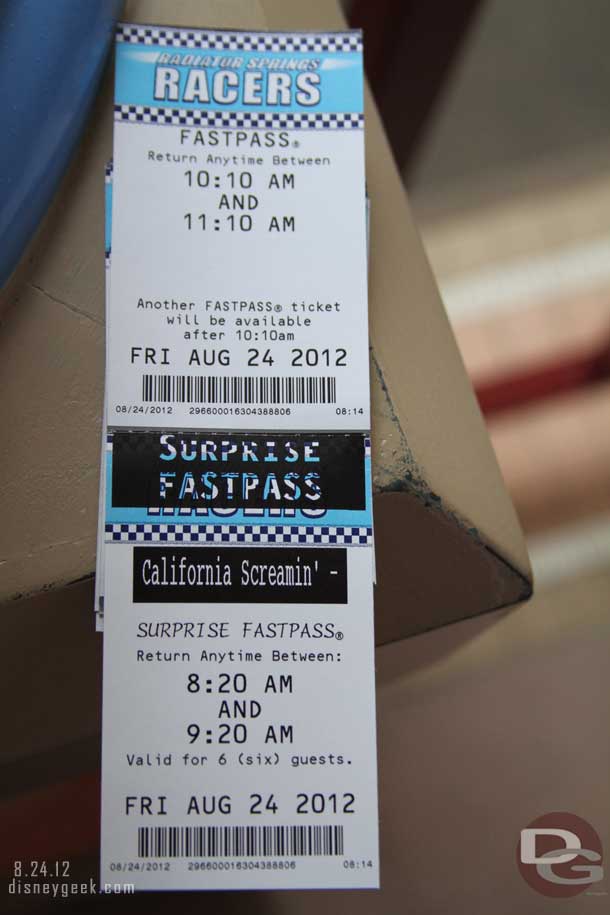 RADIATOR SPRINGS
RACERS
FASTPASS®
Return Anytime Between
10:10 AM
AND
11:10 AM
Another FASTPASS® ticket
will be available
after 10:10am
FRI AUG 24 2012
08/24/2012 296600016304388806 08:14
SURPRISE
FASTPASS
RACERS
California Screamin' -
SURPRISE FASTPASS®
Return Anytime Between:
8:20 AM
AND
9:20 AM
Valid for 6 (six) guests.
FRI AUG 24 2012
08/24/2012 296600016304388806 08:14
8.24.12
disneygeek.com
DG